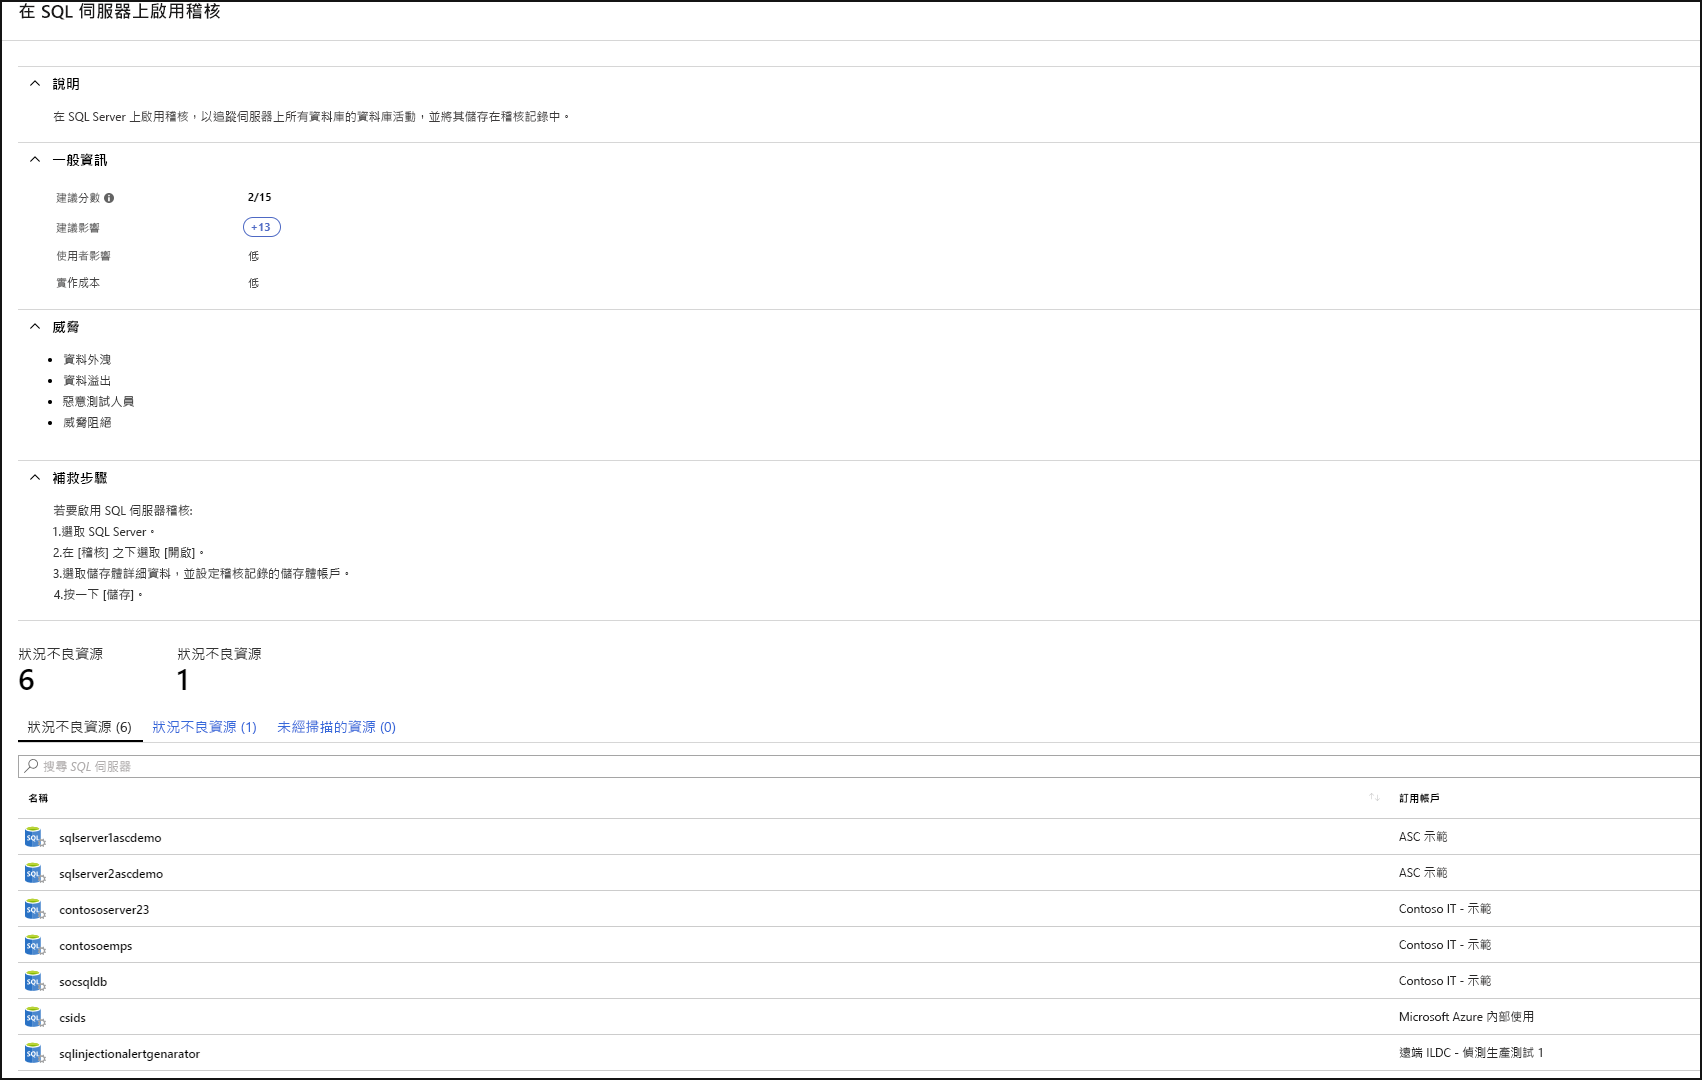 在 SQL 伺服器上啟用稽核
說明
在 SQL Server 上啟用稽核，以追蹤伺服器上所有資料庫的資料庫活動，並將其儲存在稽核記錄中。
一般資訊
建議分數 2/15
建議影響 +13
使用者影響 低
實作成本 低
威脅
• 資料外洩
• 資料溢出
• 惡意測試人員
• 威脅阻絕
補救步驟
若要啟用 SQL 伺服器稽核:
1.選取 SQL Server。
2.在 [稽核] 之下選取 [開啟]。
3.選取儲存體詳細資料，並設定稽核記錄的儲存體帳戶。
4.按一下 [儲存]。
狀況不良資源 狀況不良資源
6 1
狀況不良資源 (6) 狀況不良資源 (1) 未經掃描的資源 (0)
搜尋 SQL 伺服器
名稱 ↑↓ 訂用帳戶
sqlserver1ascdemo ASC 示範
sqlserver2ascdemo ASC 示範
contososerver23 Contoso IT - 示範
contosoemps Contoso IT - 示範
socsqldb Contoso IT - 示範
csids Microsoft Azure 內部使用
sqlinjectionalertgenarator 遠端 ILDC - 偵測生產測試 1